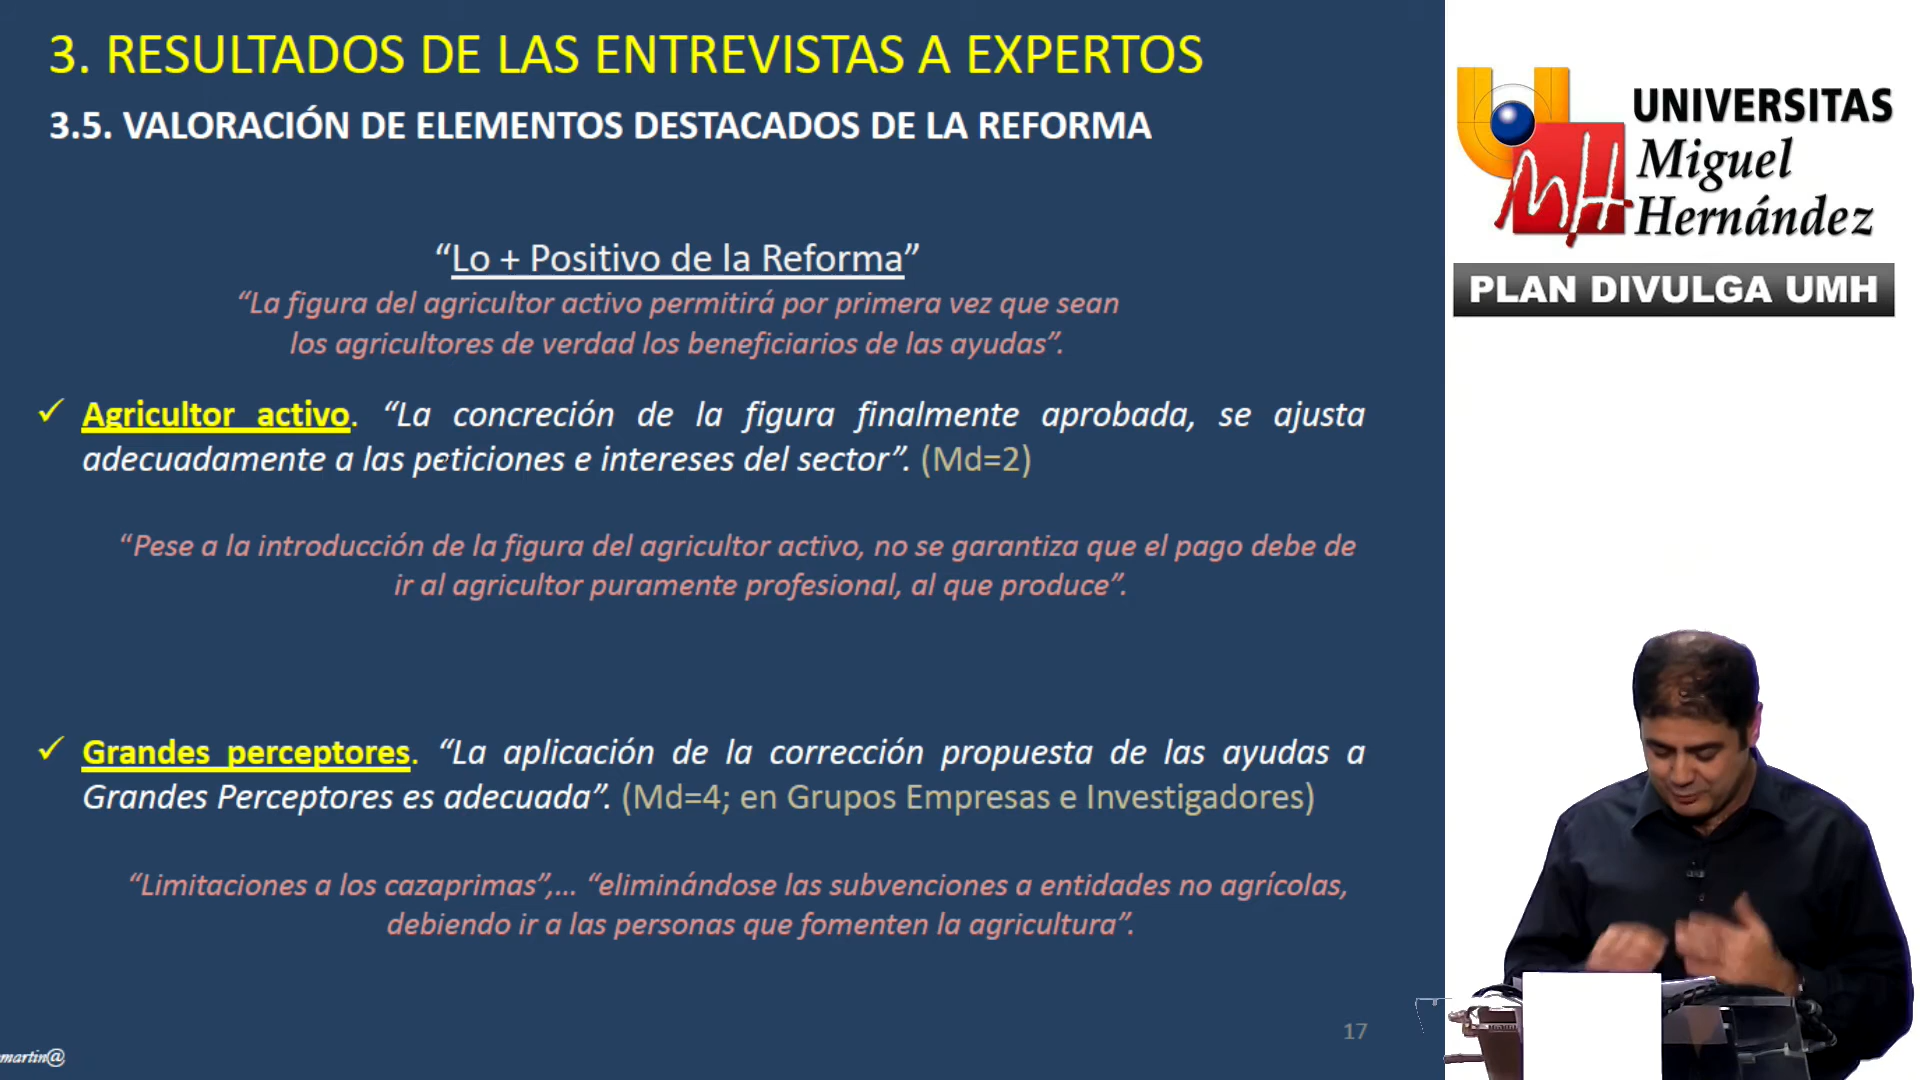 3. RESULTADOS DE LAS ENTREVISTAS A EXPERTOS
3.5. VALORACIÓN DE ELEMENTOS DESTACADOS DE LA REFORMA
“Lo + Positivo de la Reforma”
“La figura del agricultor activo permitirá por primera vez que sean
los agricultores de verdad los beneficiarios de las ayudas”.
✓ Agricultor activo. “La concreción de la figura finalmente aprobada, se ajusta
adecuadamente a las peticiones e intereses del sector”. (Md=2)
“Pese a la introducción de la figura del agricultor activo, no se garantiza que el pago debe de
ir al agricultor puramente profesional, al que produce”.
✓ Grandes perceptores. “La aplicación de la corrección propuesta de las ayudas a
Grandes Perceptores es adecuada”. (Md=4; en Grupos Empresas e Investigadores)
“Limitaciones a los cazaprimas”,... “eliminándose las subvenciones a entidades no agrícolas,
debiendo ir a las personas que fomenten la agricultura”.
17
martin@
UNIVERSITAS
Miguel
Hernández
PLAN DIVULGA UMH